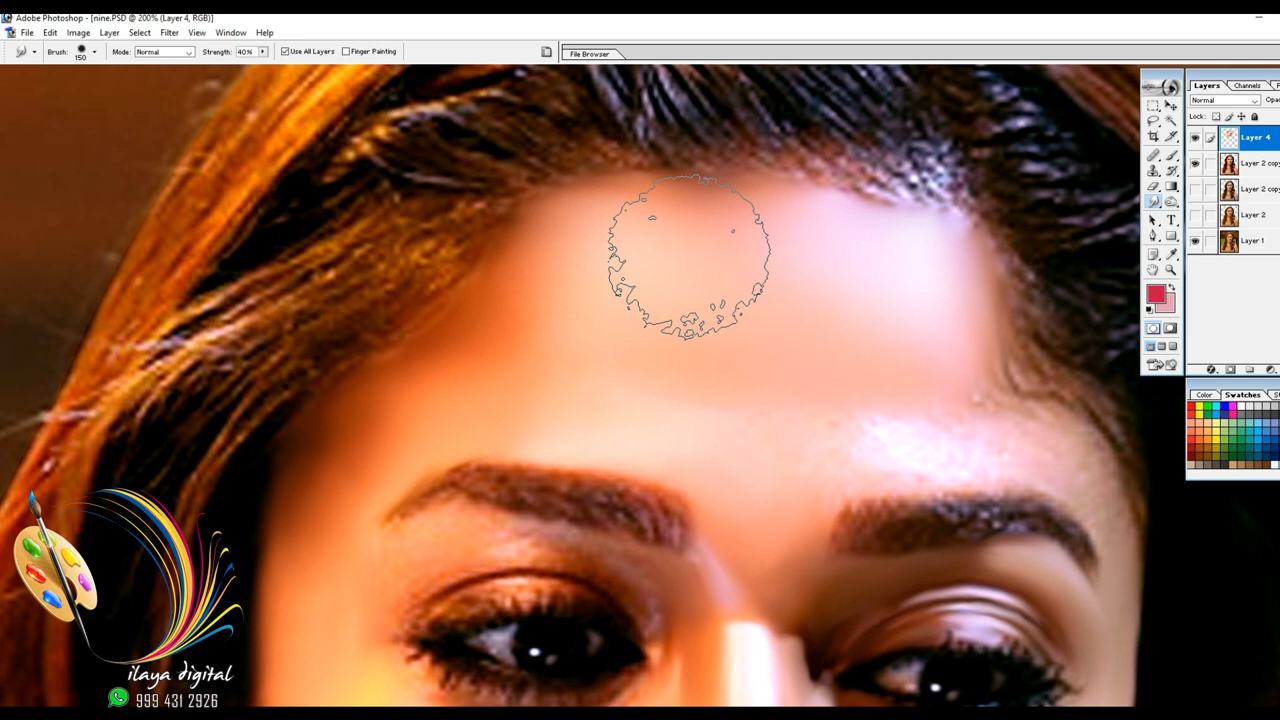 Adobe Photoshop - [nine.PSD @ 200% (Layer 4, RGB)]
File Edit Image Layer Select Filter View Window Help
Brush: 150 Mode: Normal Strength: 40% Use All Layers Finger Painting File Browser
Layers Channels
Normal Opac
Lock:
Layer 4
Layer 2 copy
Layer 2 copy
Layer 2
Layer 1
Color Swatches
ilaya digital
999 431 2926